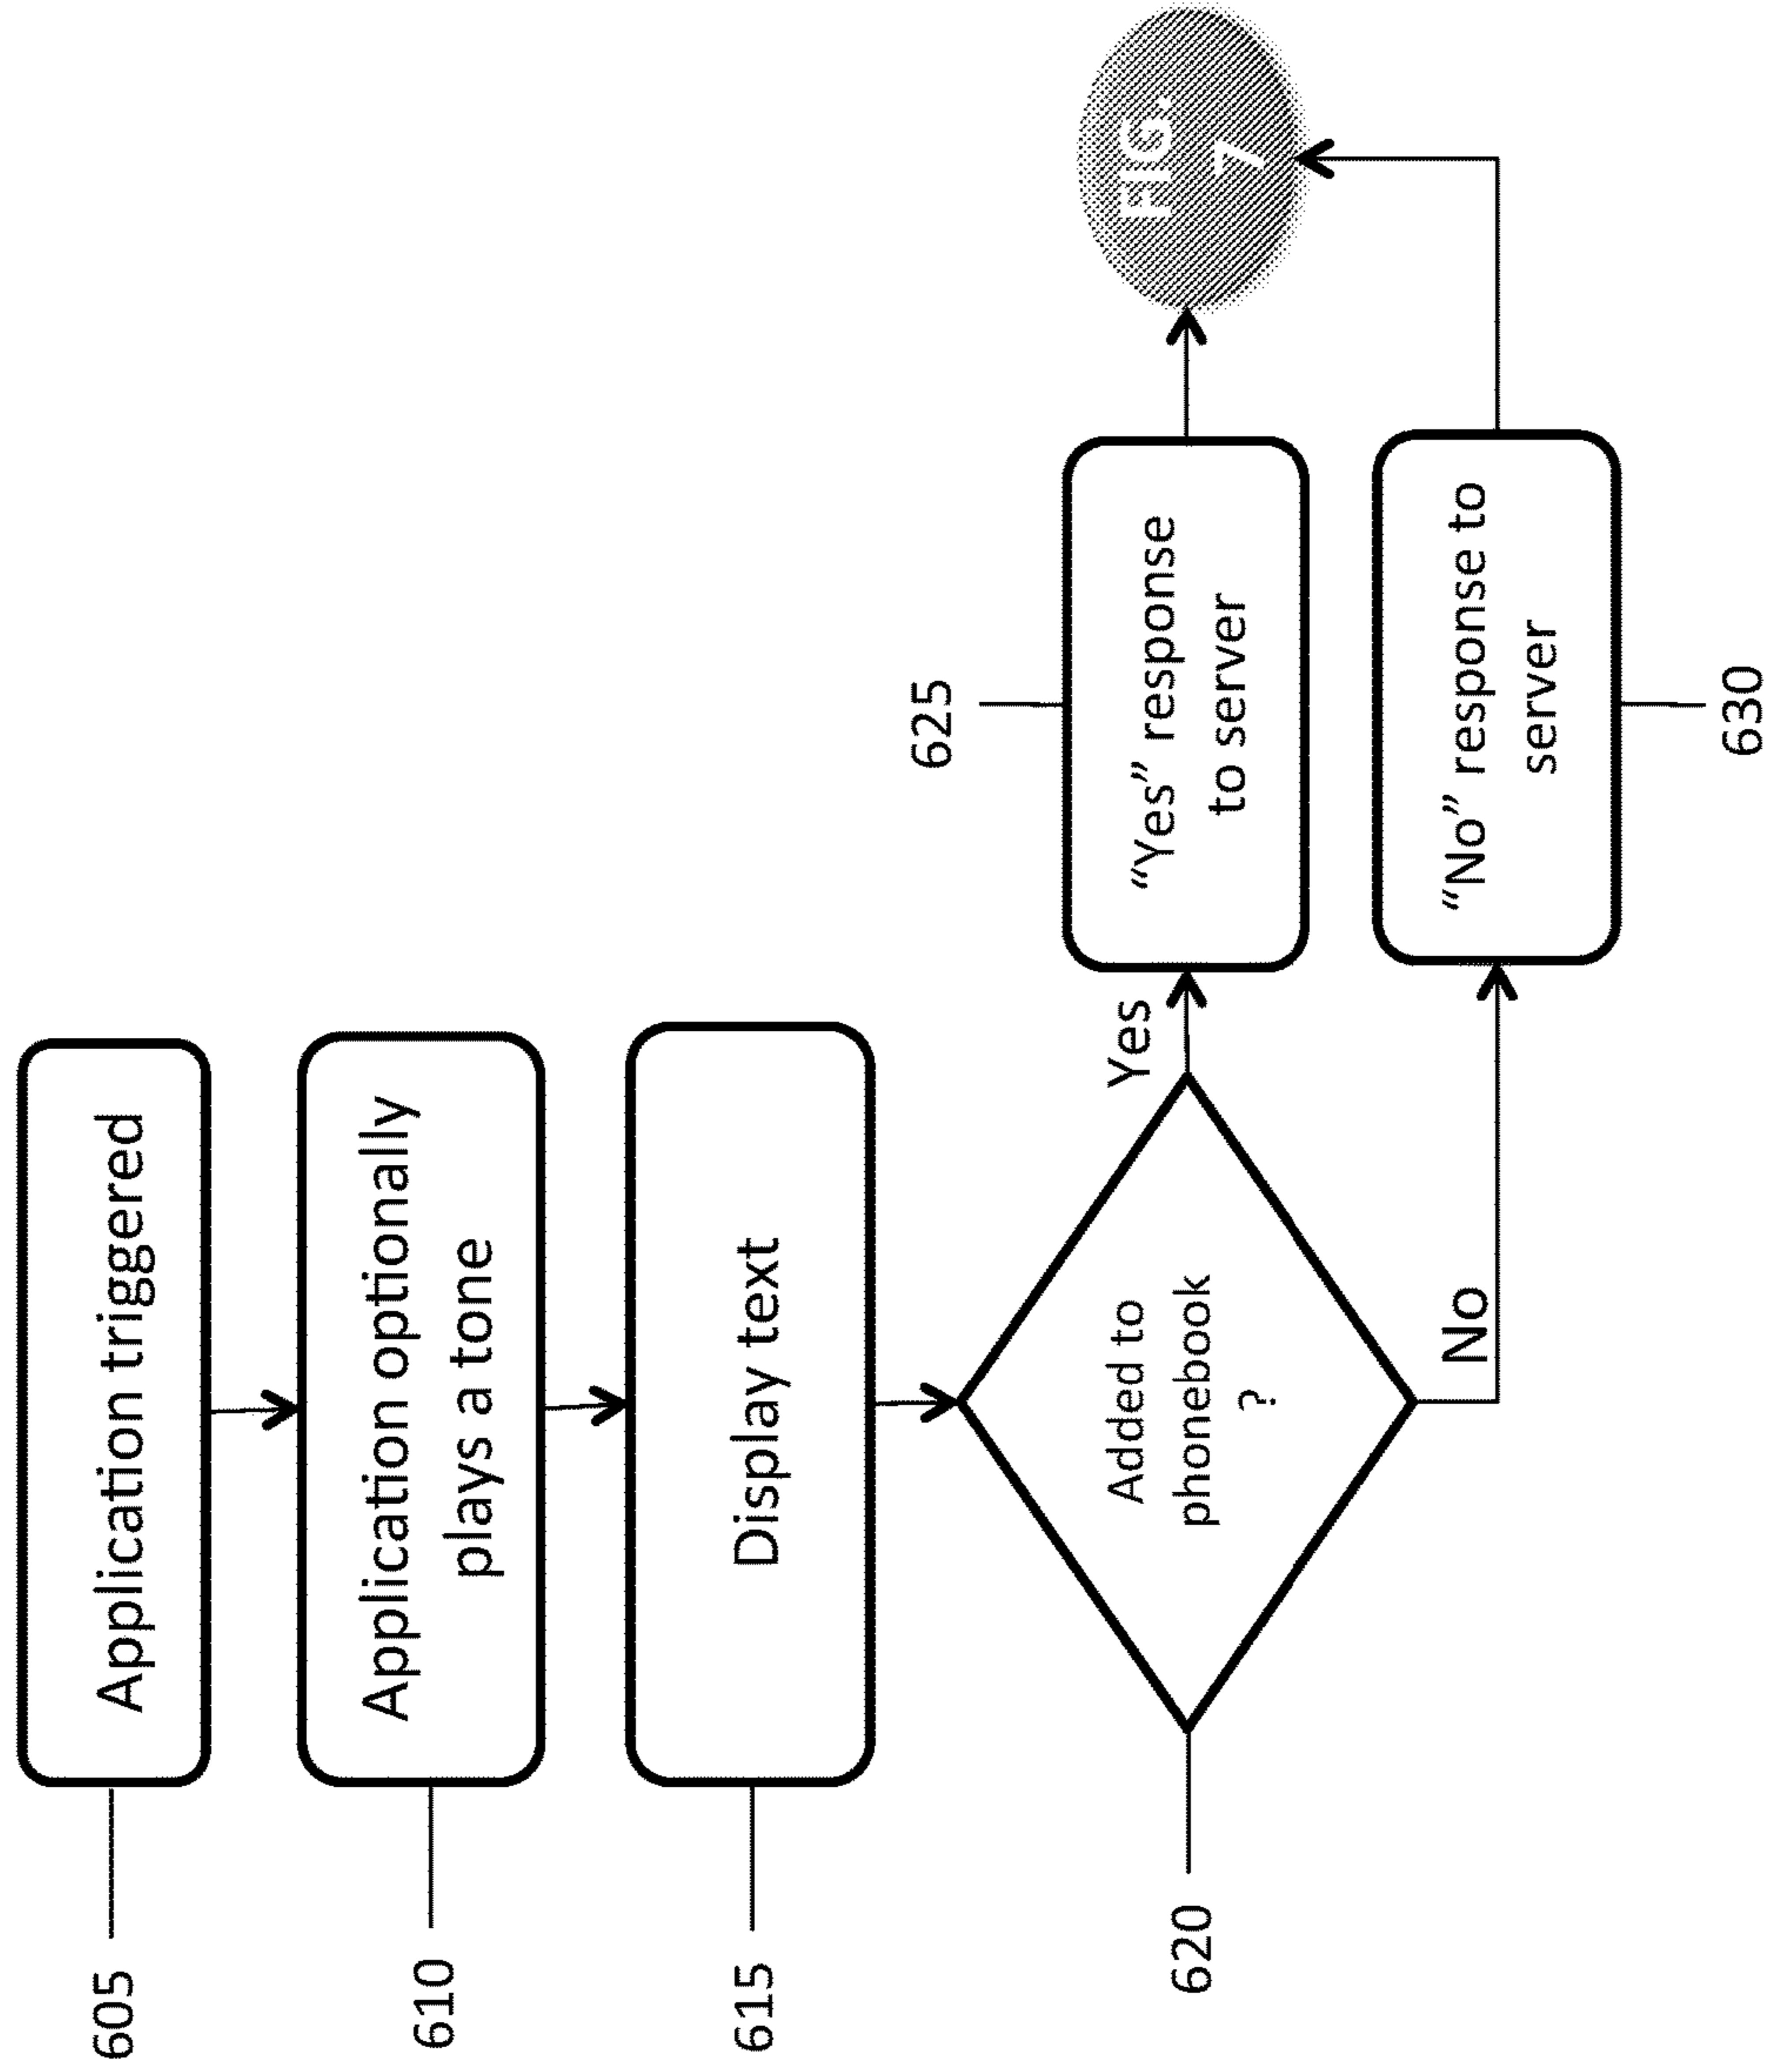 605
Application triggered
610
Application optionally
plays a tone
615
Display text
620
Added to
phonebook
?
Yes
No
625
“Yes” response
to server
630
“No” response to
server
FIG.
7